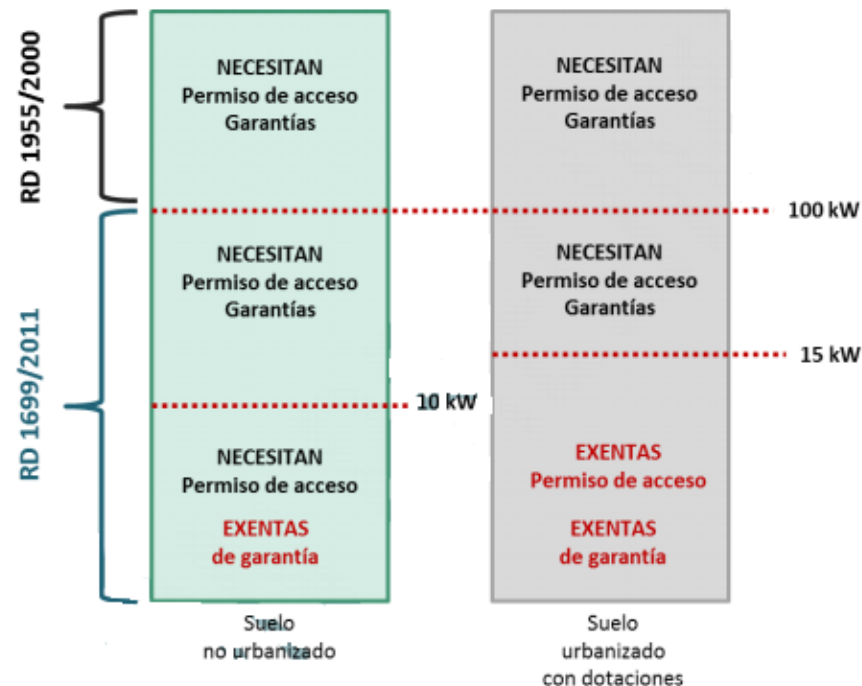 RD 1955/2000
NECESITAN
Permiso de acceso
Garantías
NECESITAN
Permiso de acceso
Garantías
100 kW
RD 1699/2011
NECESITAN
Permiso de acceso
Garantías
NECESITAN
Permiso de acceso
Garantías
15 kW
10 kW
NECESITAN
Permiso de acceso
EXENTAS
de garantía
EXENTAS
Permiso de acceso
EXENTAS
de garantía
Suelo
no urbanizado
Suelo
urbanizado
con dotaciones